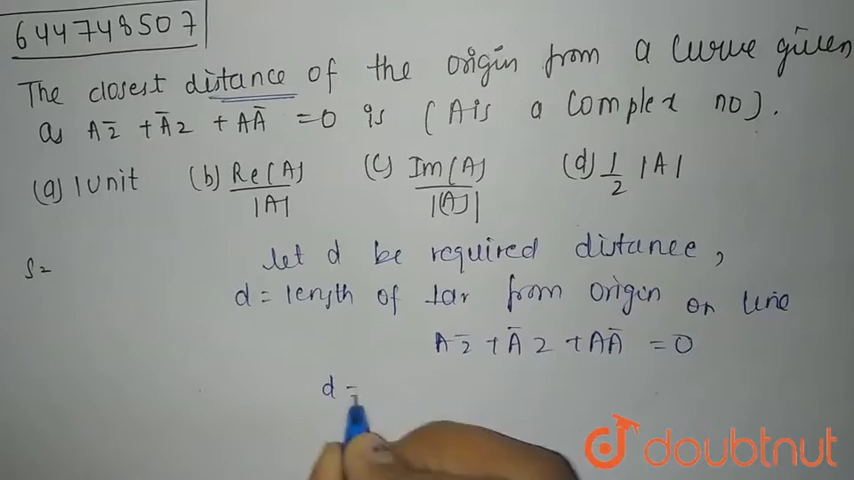 644748507
The closest distance of the origin from a curve given
as Az̄ + Āz + AĀ = 0 is (A is a complex no).
(a) 1 Unit (b) Re(A)/|A| (c) Im(A)/|(A)| (d) 1/2 |A|
S=
let d be required distance,
d = length of ⊥ar from origin on line
Az̄ + Āz + AĀ = 0
d =
doubtnut